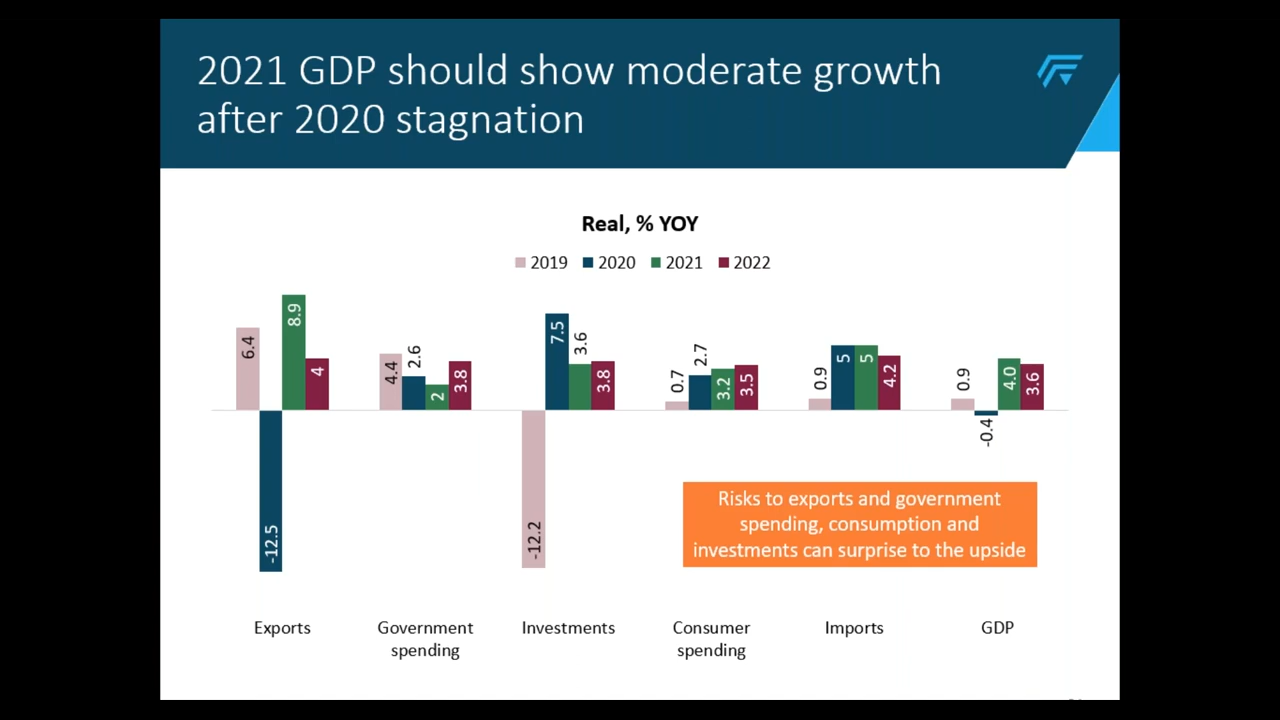 2021 GDP should show moderate growth
after 2020 stagnation
Real, % YOY
2019 2020 2021 2022
6.4
-12.5
8.9
4
4.4
2.6
2
3.8
-12.2
7.5
3.6
3.8
0.7
2.7
3.2
3.5
0.9
5
5
4.2
0.9
-0.4
4.0
3.6
Risks to exports and government
spending, consumption and
investments can surprise to the upside
Exports
Government
spending
Investments
Consumer
spending
Imports
GDP